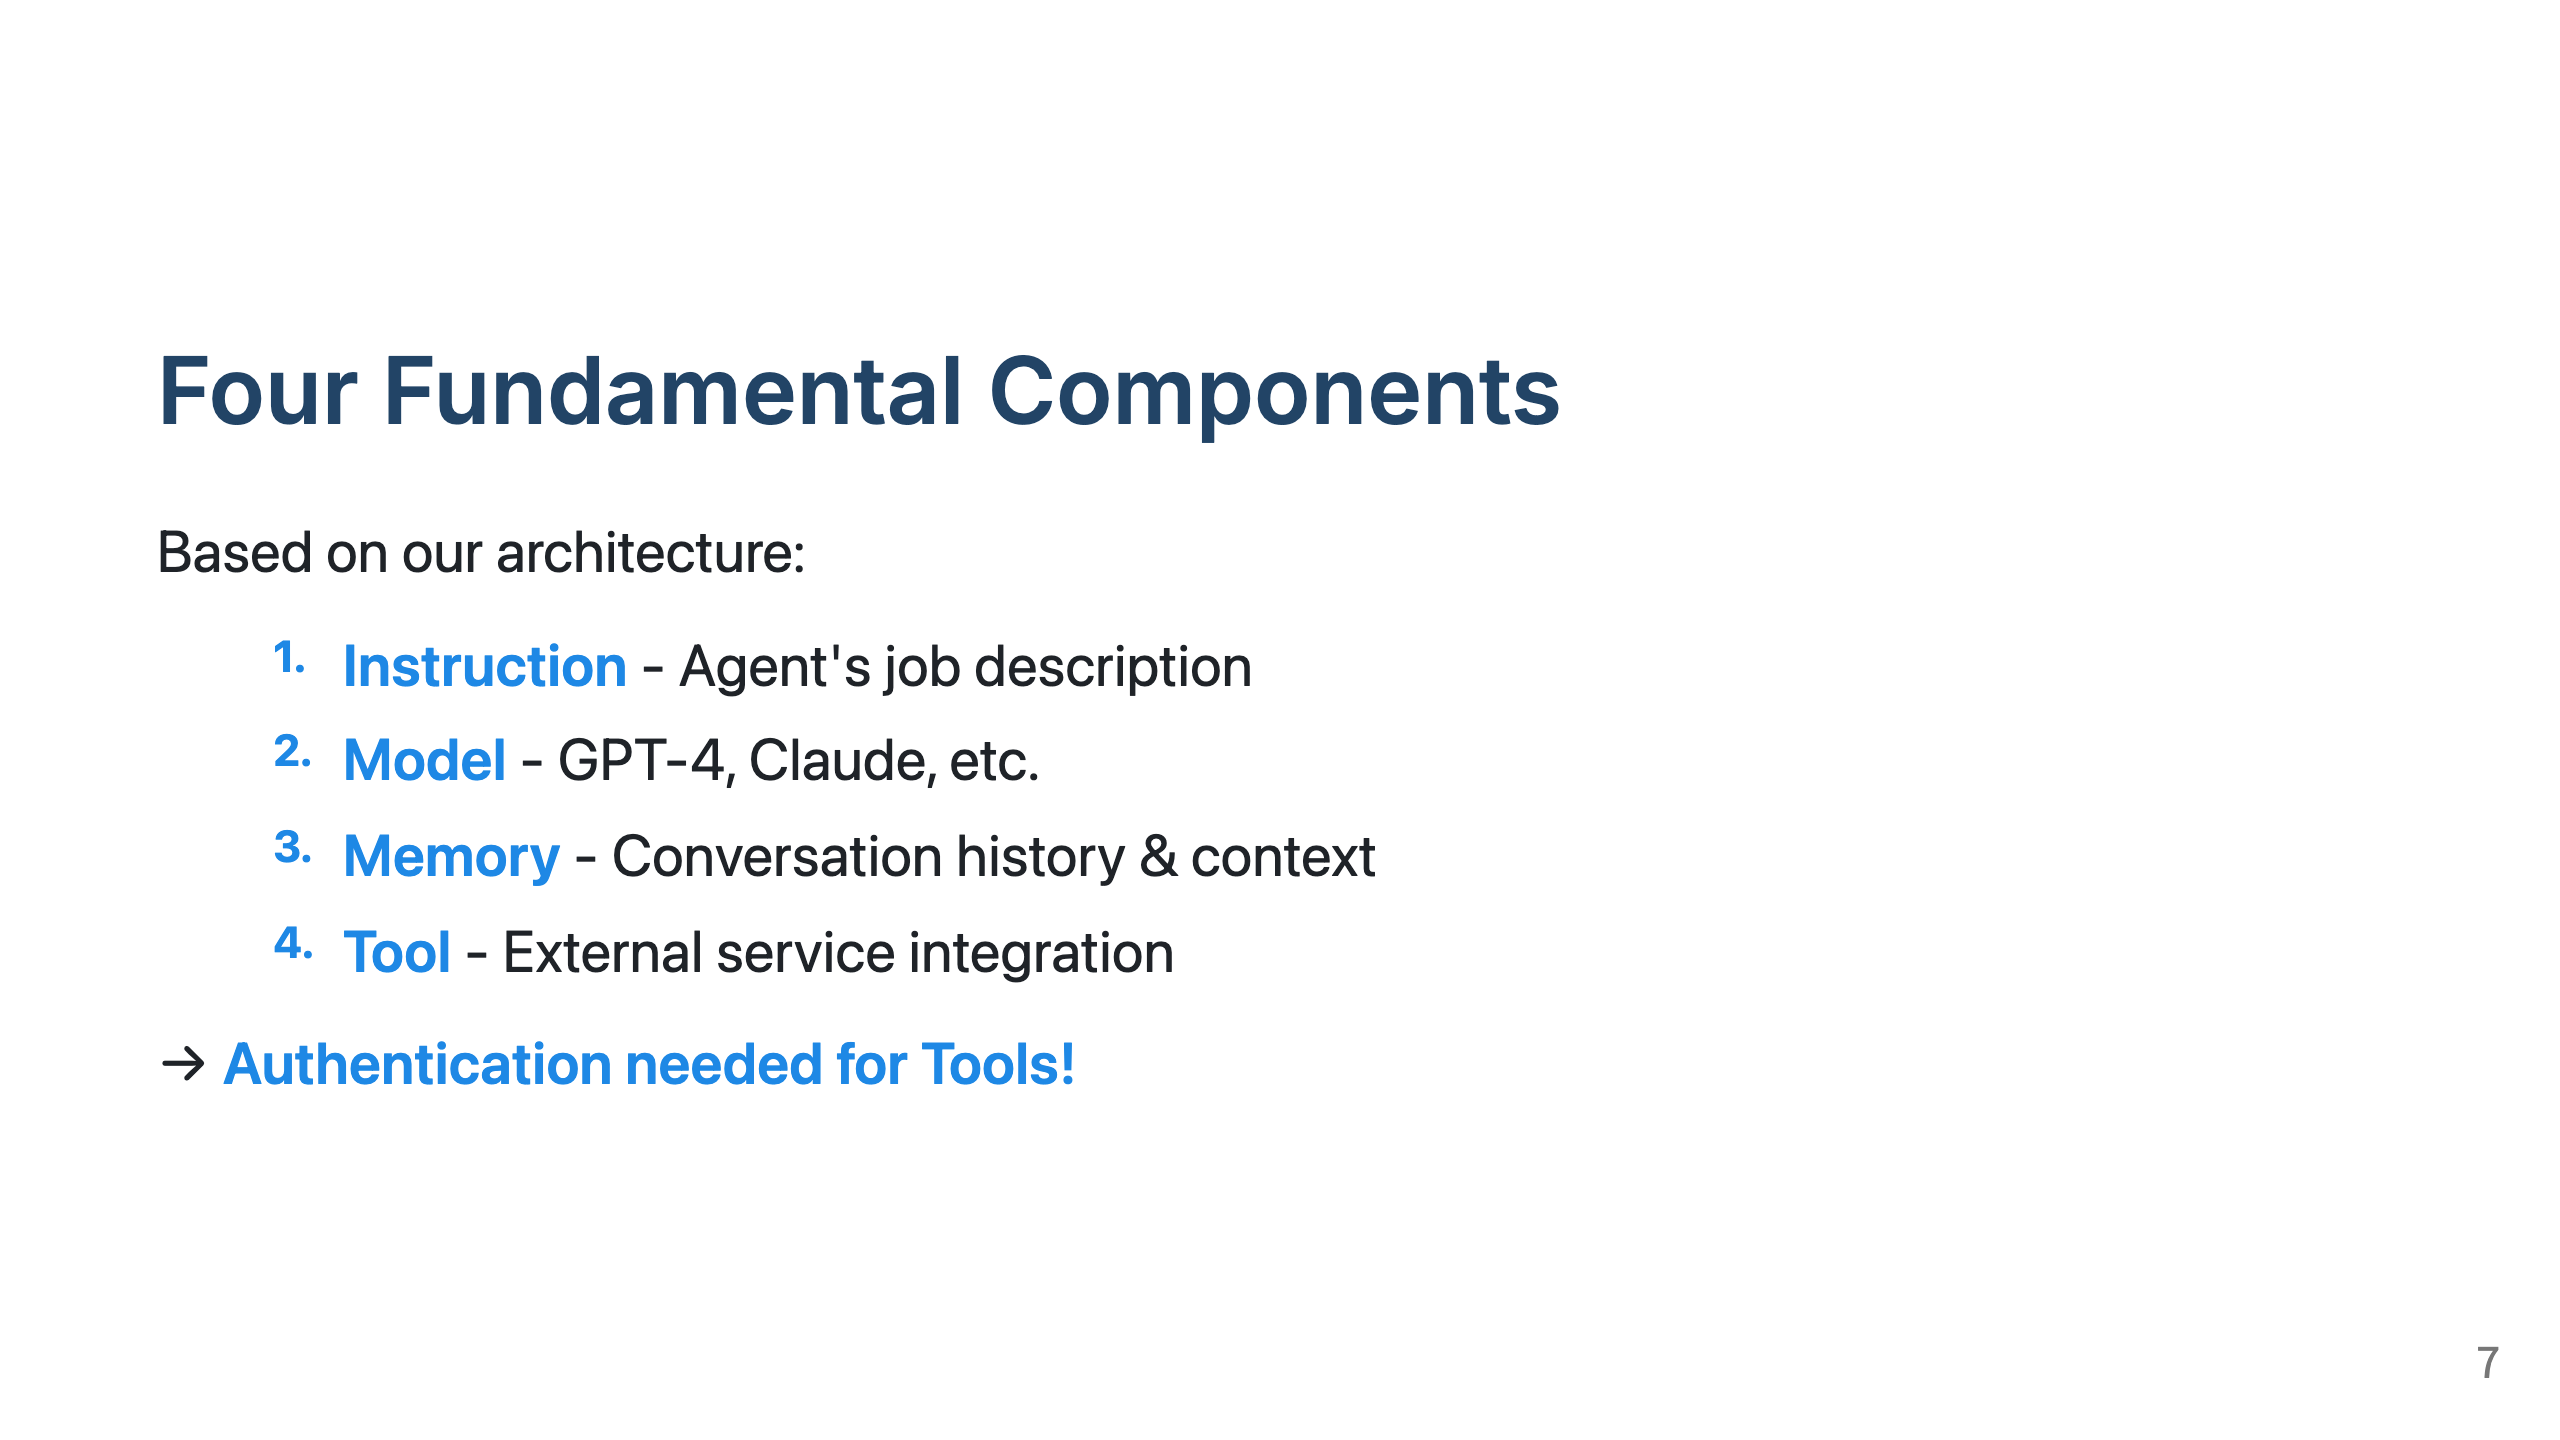 Four Fundamental Components
Based on our architecture:
1. Instruction - Agent's job description
2. Model - GPT-4, Claude, etc.
3. Memory - Conversation history & context
4. Tool - External service integration
→ Authentication needed for Tools!
7